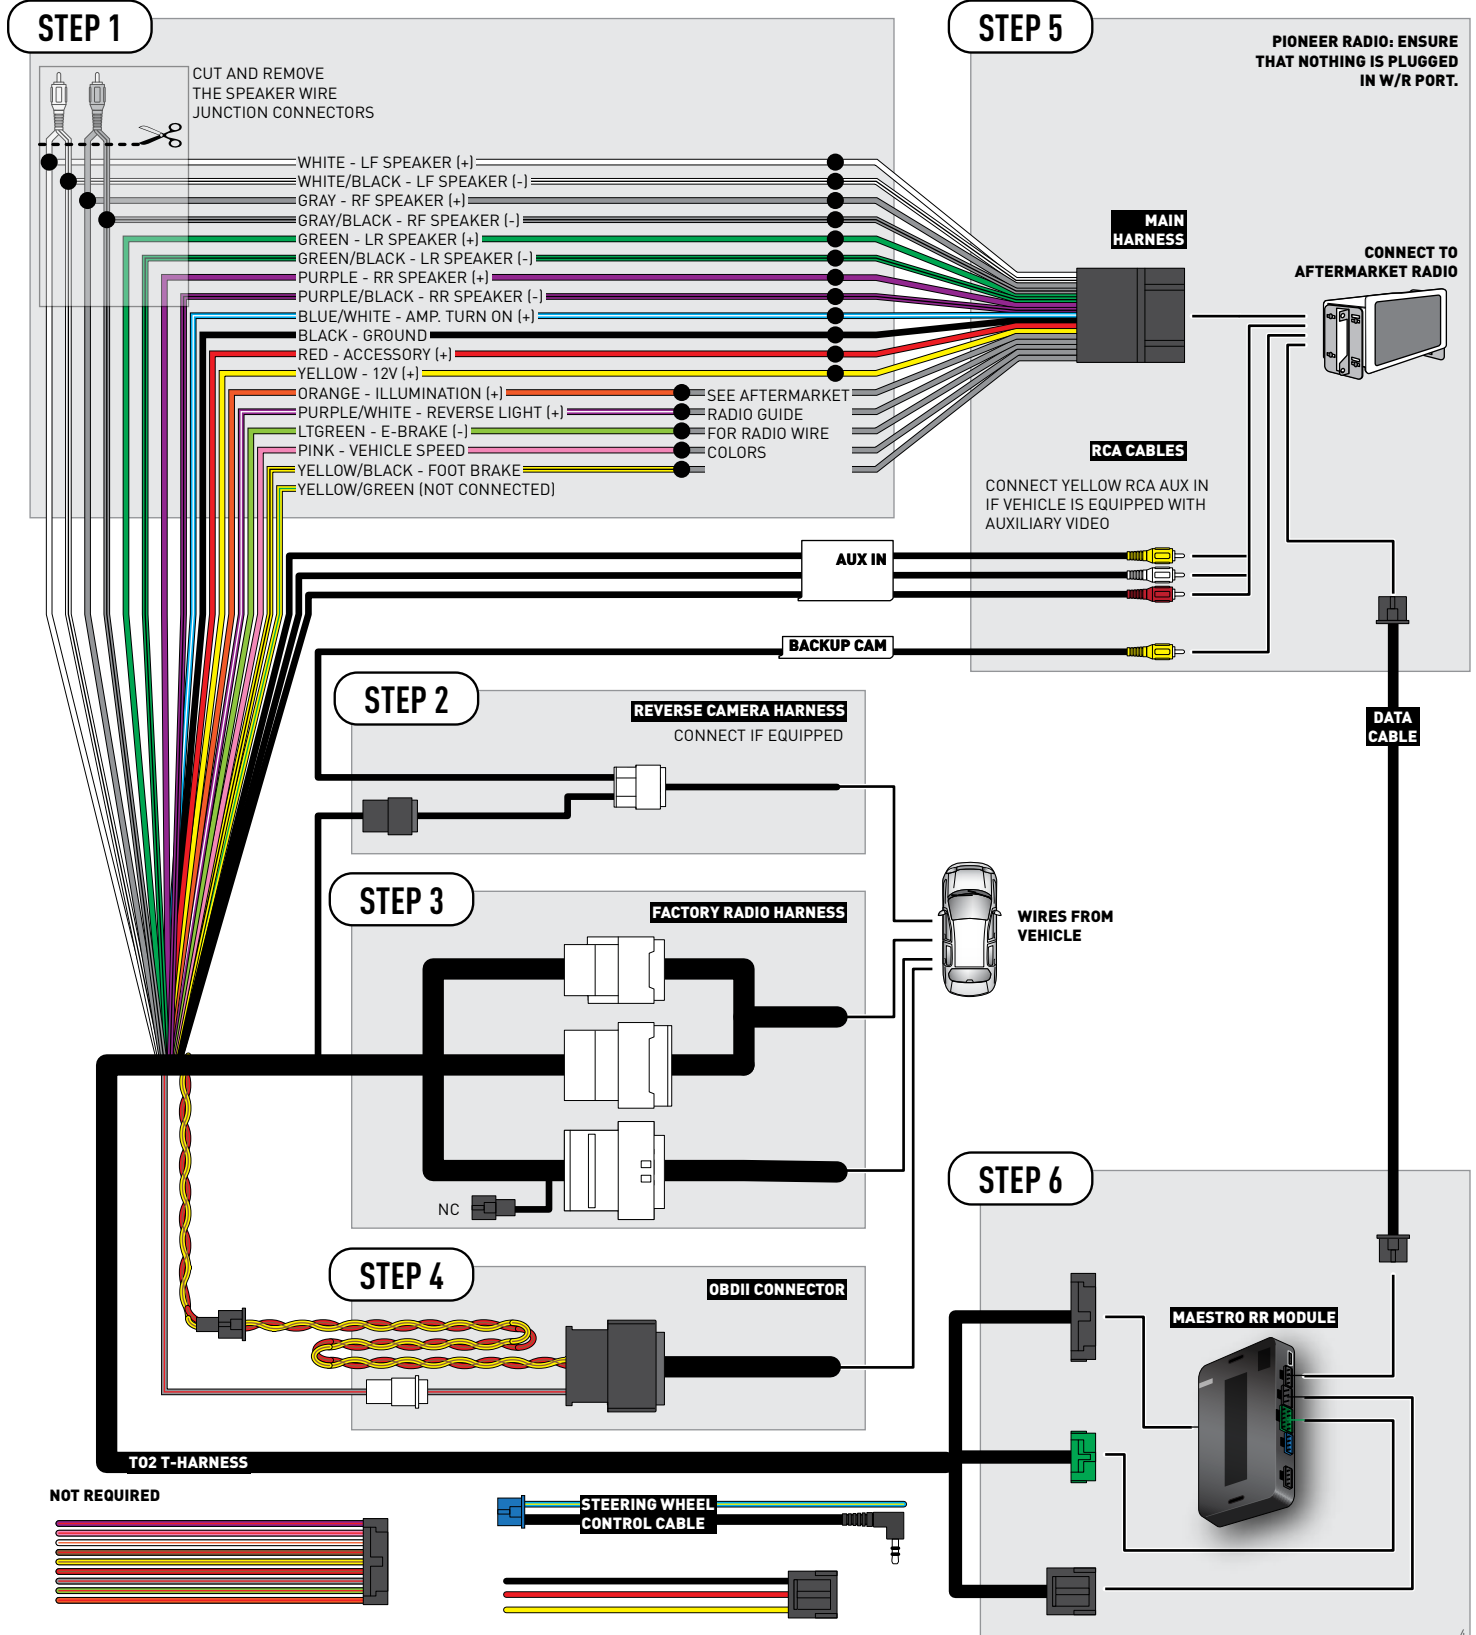 STEP 1
CUT AND REMOVE
THE SPEAKER WIRE
JUNCTION CONNECTORS
WHITE - LF SPEAKER (+)
WHITE/BLACK - LF SPEAKER (-)
GRAY - RF SPEAKER (+)
GRAY/BLACK - RF SPEAKER (-)
GREEN - LR SPEAKER (+)
GREEN/BLACK - LR SPEAKER (-)
PURPLE - RR SPEAKER (+)
PURPLE/BLACK - RR SPEAKER (-)
BLUE/WHITE - AMP. TURN ON (+)
BLACK - GROUND
RED - ACCESSORY (+)
YELLOW - 12V (+)
ORANGE - ILLUMINATION (+)
PURPLE/WHITE - REVERSE LIGHT (+)
LTGREEN - E-BRAKE (-)
PINK - VEHICLE SPEED
YELLOW/BLACK - FOOT BRAKE
YELLOW/GREEN (NOT CONNECTED)
SEE AFTERMARKET
RADIO GUIDE
FOR RADIO WIRE
COLORS
STEP 5
PIONEER RADIO: ENSURE
THAT NOTHING IS PLUGGED
IN W/R PORT.
MAIN
HARNESS
CONNECT TO
AFTERMARKET RADIO
RCA CABLES
CONNECT YELLOW RCA AUX IN
IF VEHICLE IS EQUIPPED WITH
AUXILIARY VIDEO
AUX IN
BACKUP CAM
DATA
CABLE
STEP 2
REVERSE CAMERA HARNESS
CONNECT IF EQUIPPED
STEP 3
FACTORY RADIO HARNESS
WIRES FROM
VEHICLE
NC
STEP 4
OBDII CONNECTOR
STEP 6
MAESTRO RR MODULE
TO2 T-HARNESS
NOT REQUIRED
STEERING WHEEL
CONTROL CABLE
4